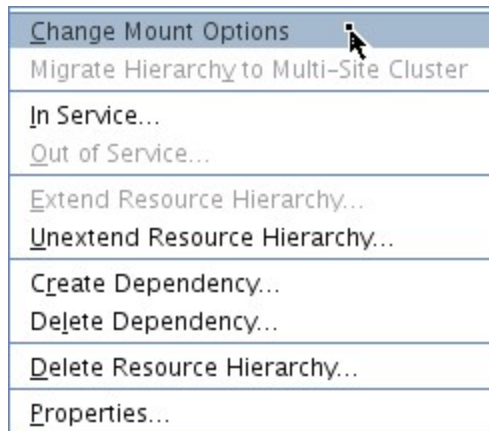 Change Mount Options
Migrate Hierarchy to Multi-Site Cluster
In Service...
Out of Service...
Extend Resource Hierarchy...
Unextend Resource Hierarchy...
Create Dependency...
Delete Dependency...
Delete Resource Hierarchy...
Properties...